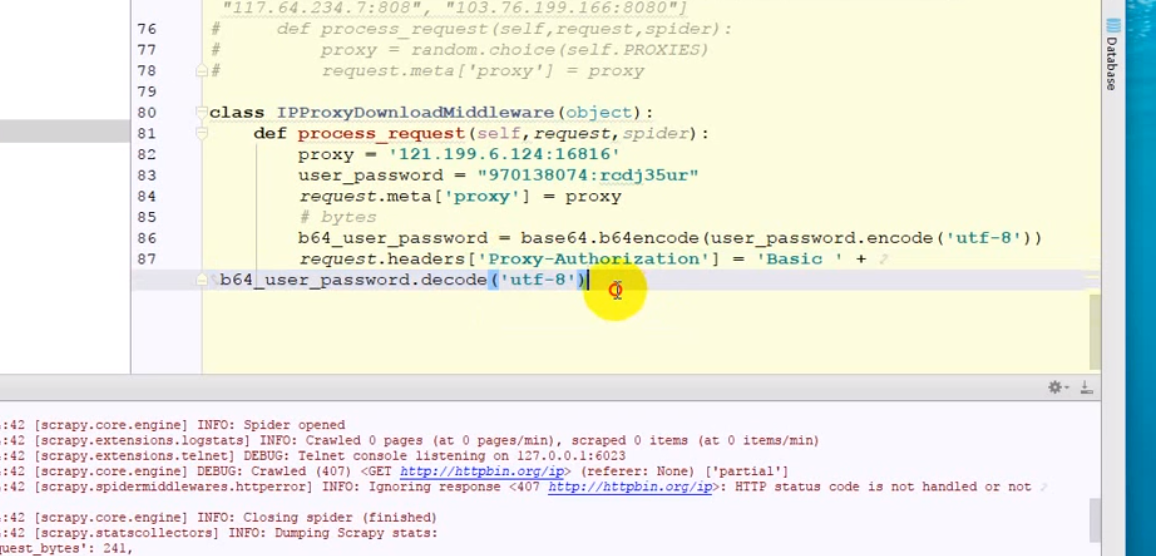 "117.64.234.7:808", "103.76.199.166:8080"]
76 # def process_request(self,request,spider):
77 # proxy = random.choice(self.PROXIES)
78 # request.meta['proxy'] = proxy
79
80 class IPProxyDownloadMiddleware(object):
81 def process_request(self,request,spider):
82 proxy = '121.199.6.124:16816'
83 user_password = "970138074:rcdj35ur"
84 request.meta['proxy'] = proxy
85 # bytes
86 b64_user_password = base64.b64encode(user_password.encode('utf-8'))
87 request.headers['Proxy-Authorization'] = 'Basic ' +
b64_user_password.decode('utf-8')
Database
:42 [scrapy.core.engine] INFO: Spider opened
:42 [scrapy.extensions.logstats] INFO: Crawled 0 pages (at 0 pages/min), scraped 0 items (at 0 items/min)
:42 [scrapy.extensions.telnet] DEBUG: Telnet console listening on 127.0.0.1:6023
:42 [scrapy.core.engine] DEBUG: Crawled (407) <GET http://httpbin.org/ip> (referer: None) ['partial']
:42 [scrapy.spidermiddlewares.httperror] INFO: Ignoring response <407 http://httpbin.org/ip>: HTTP status code is not handled or not
:42 [scrapy.core.engine] INFO: Closing spider (finished)
:42 [scrapy.statscollectors] INFO: Dumping Scrapy stats:
quest_bytes': 241,